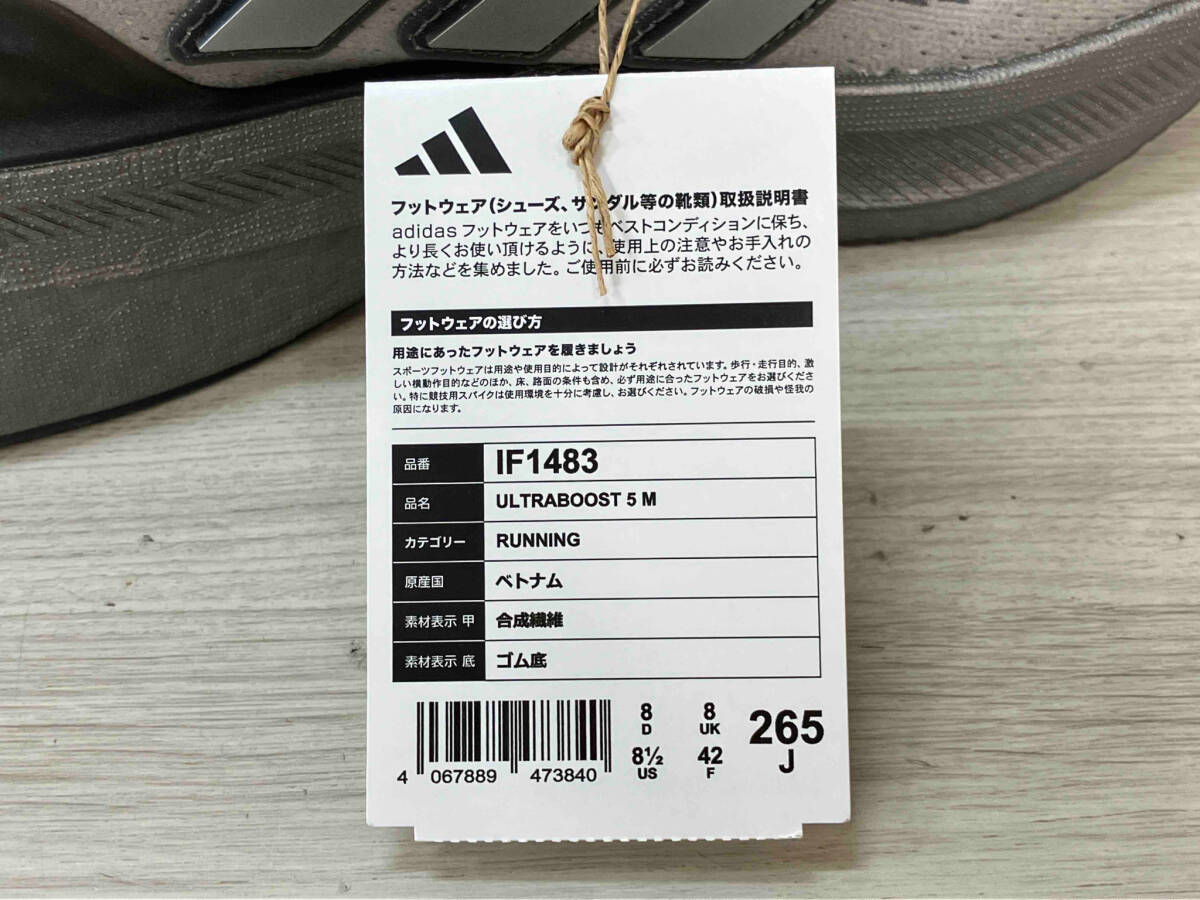 フットウェア(シューズ、サンダル等の靴類)取扱説明書
adidas フットウェアをいつもベストコンディションに保ち、
より長くお使い頂けるように、使用上の注意やお手入れの
方法などを集めました。ご使用前に必ずお読みください。
フットウェアの選び方
用途にあったフットウェアを履きましょう
スポーツフットウェアは用途や使用目的によって設計がそれぞれされています。歩行・走行目的、激
しい横動作目的などのほか、床、路面の条件も含め、必ず用途に合ったフットウェアをお選びくださ
い。特に競技用スパイクは使用環境を十分に考慮し、お選びください。フットウェアの破損や怪我の
原因になります。
品番 IF1483
品名 ULTRABOOST 5 M
カテゴリー RUNNING
原産国 ベトナム
素材表示 甲 合成繊維
素材表示 底 ゴム底
8 8 265
D UK J
8½ 42
US F
4 067889 473840